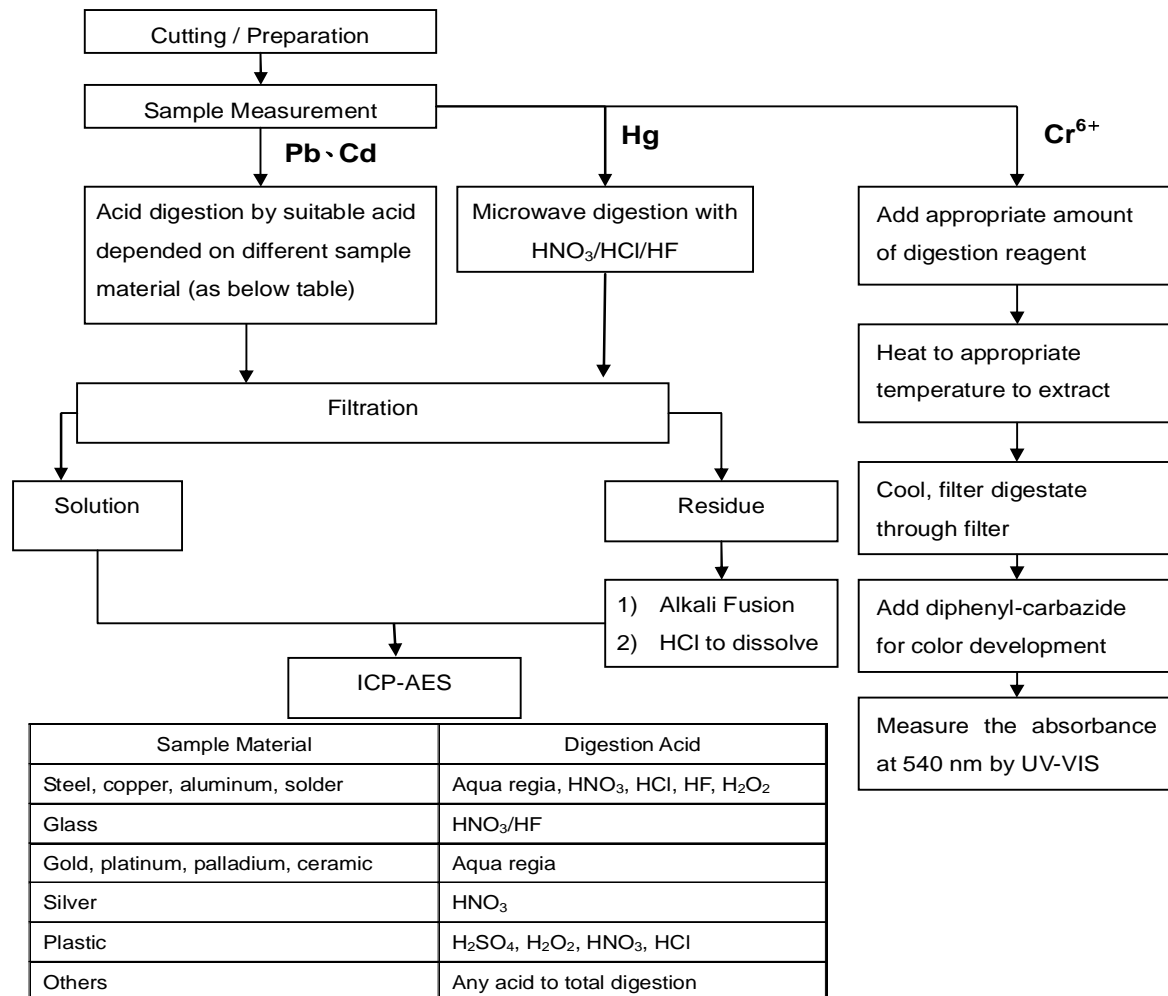 Cutting / Preparation
Sample Measurement
Pb、Cd
Hg
Cr⁶⁺
Acid digestion by suitable acid
depended on different sample
material (as below table)
Microwave digestion with
HNO₃/HCl/HF
Add appropriate amount
of digestion reagent
Heat to appropriate
temperature to extract
Filtration
Solution
Residue
Cool, filter digestate
through filter
1) Alkali Fusion
2) HCl to dissolve
Add diphenyl-carbazide
for color development
ICP-AES
Measure the absorbance
at 540 nm by UV-VIS
Sample Material Digestion Acid
Steel, copper, aluminum, solder Aqua regia, HNO₃, HCl, HF, H₂O₂
Glass HNO₃/HF
Gold, platinum, palladium, ceramic Aqua regia
Silver HNO₃
Plastic H₂SO₄, H₂O₂, HNO₃, HCl
Others Any acid to total digestion